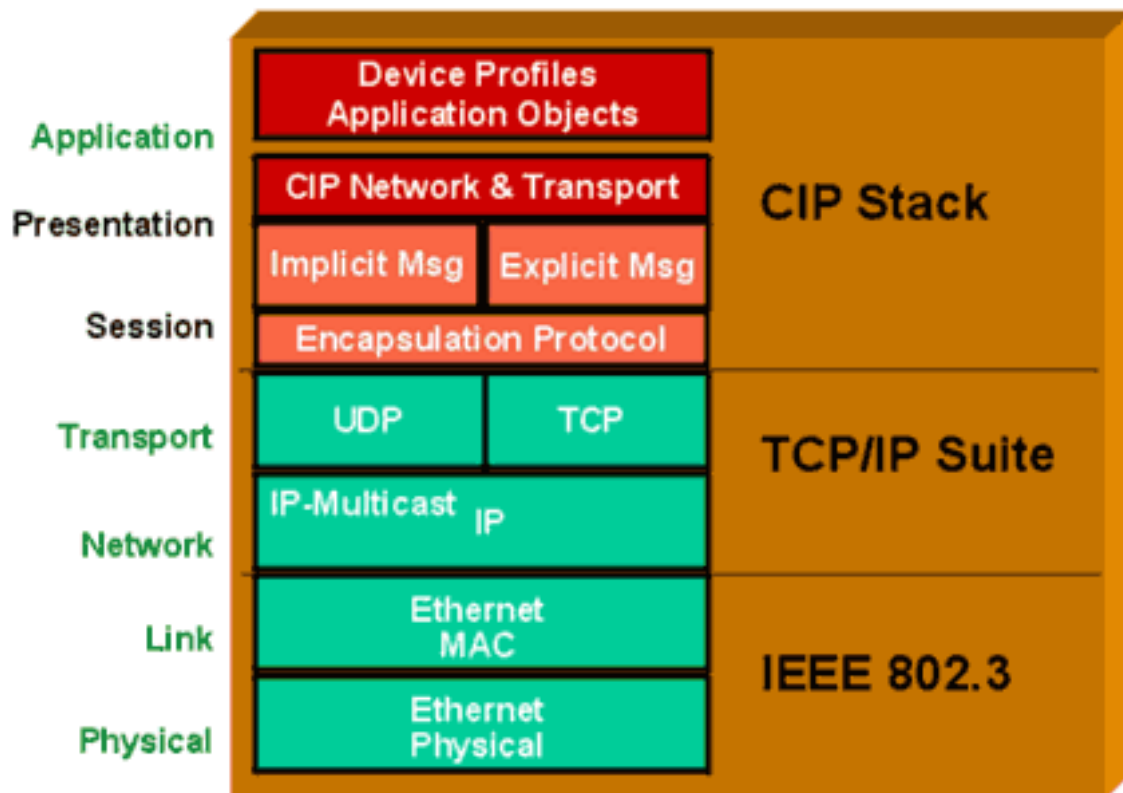 Device Profiles
Application Objects
Application
CIP Network & Transport
CIP Stack
Presentation
Implicit Msg
Explicit Msg
Session
Encapsulation Protocol
UDP
TCP
Transport
TCP/IP Suite
IP-Multicast
IP
Network
Ethernet
MAC
Link
IEEE 802.3
Ethernet
Physical
Physical